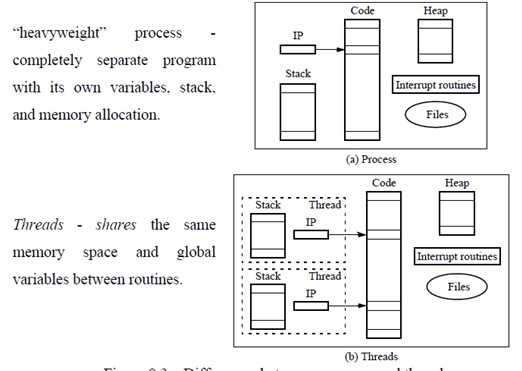 “heavyweight” process -
completely separate program
with its own variables, stack,
and memory allocation.
Code
Heap
IP
Stack
Interrupt routines
Files
(a) Process
Threads - shares the same
memory space and global
variables between routines.
Code
Heap
Stack
Thread
IP
Stack
Thread
IP
Interrupt routines
Files
(b) Threads